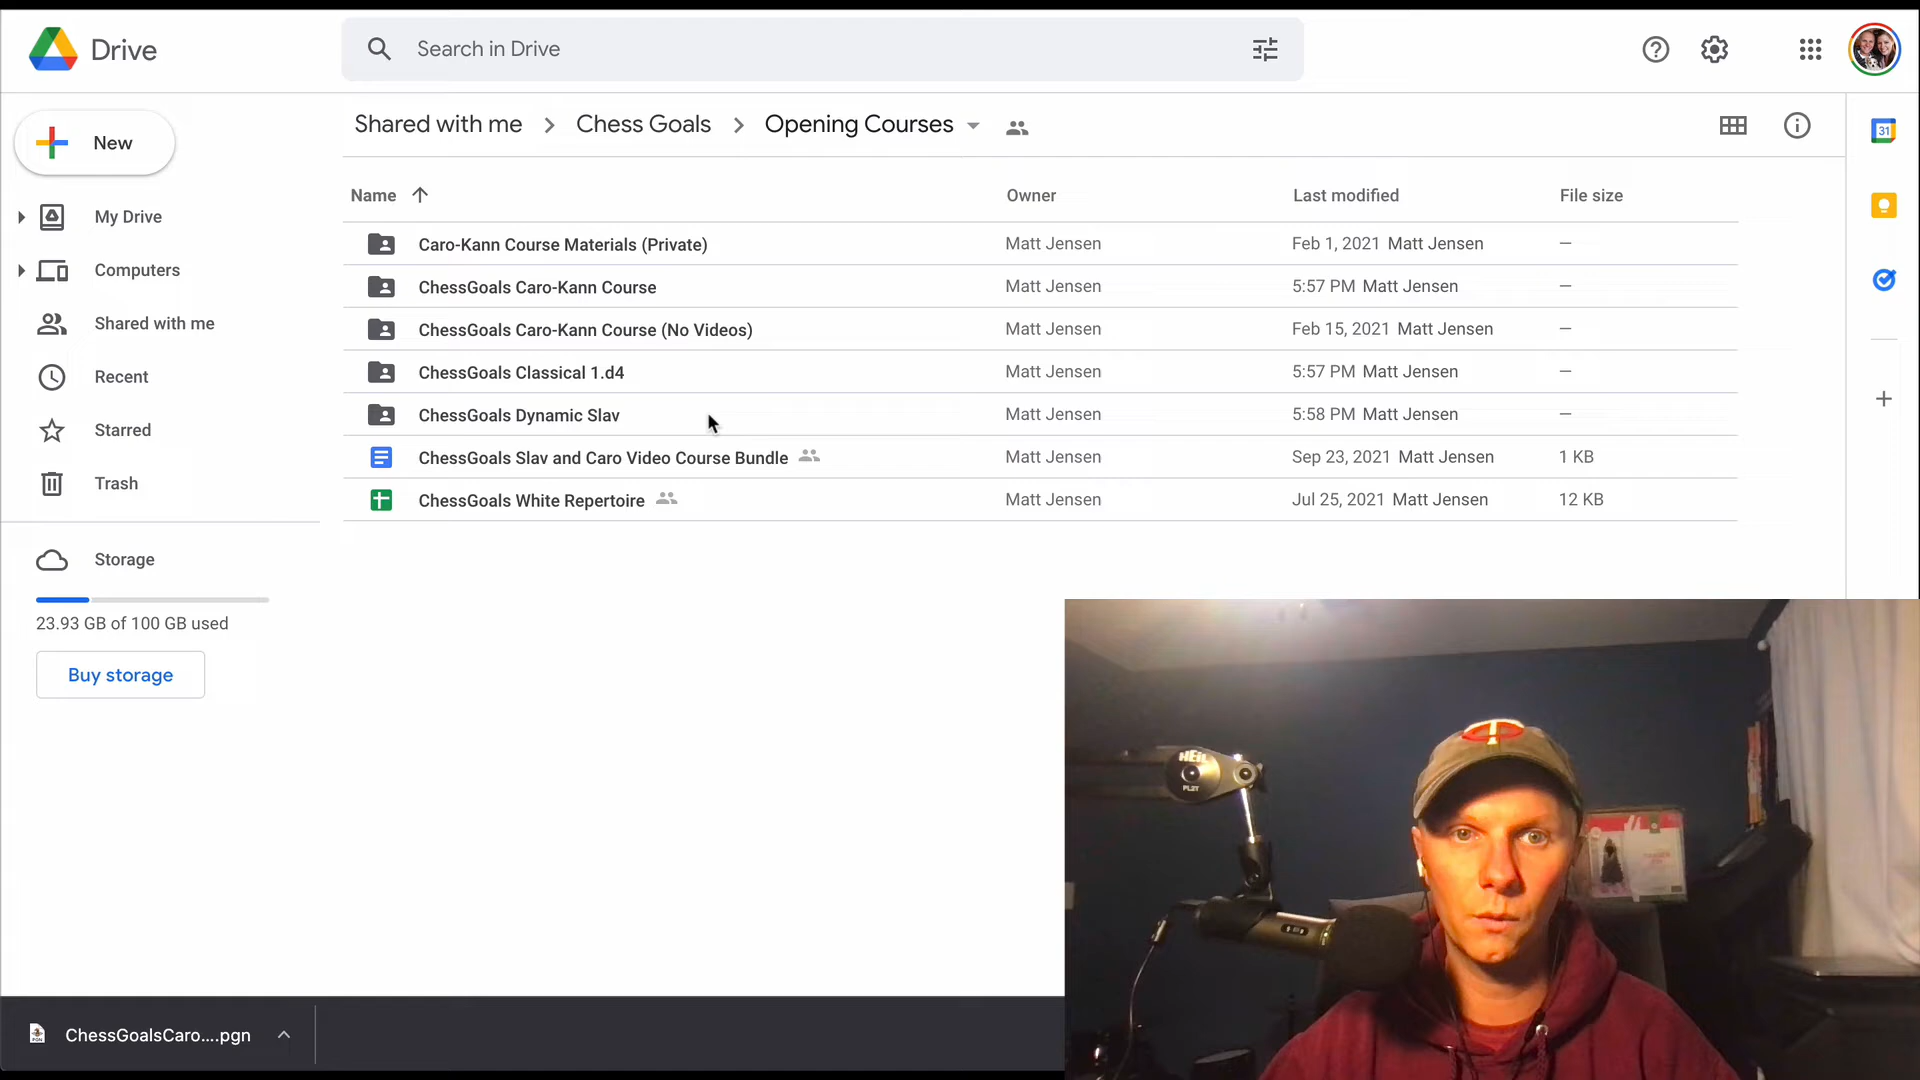 Drive
Search in Drive
New
My Drive
Computers
Shared with me
Recent
Starred
Trash
Storage
23.93 GB of 100 GB used
Buy storage
Shared with me > Chess Goals > Opening Courses
Name Owner Last modified File size
Caro-Kann Course Materials (Private) Matt Jensen Feb 1, 2021 Matt Jensen —
ChessGoals Caro-Kann Course Matt Jensen 5:57 PM Matt Jensen —
ChessGoals Caro-Kann Course (No Videos) Matt Jensen Feb 15, 2021 Matt Jensen —
ChessGoals Classical 1.d4 Matt Jensen 5:57 PM Matt Jensen —
ChessGoals Dynamic Slav Matt Jensen 5:58 PM Matt Jensen —
ChessGoals Slav and Caro Video Course Bundle Matt Jensen Sep 23, 2021 Matt Jensen 1 KB
ChessGoals White Repertoire Matt Jensen Jul 25, 2021 Matt Jensen 12 KB
31
HEIL
PL2T
T
ChessGoalsCaro....pgn